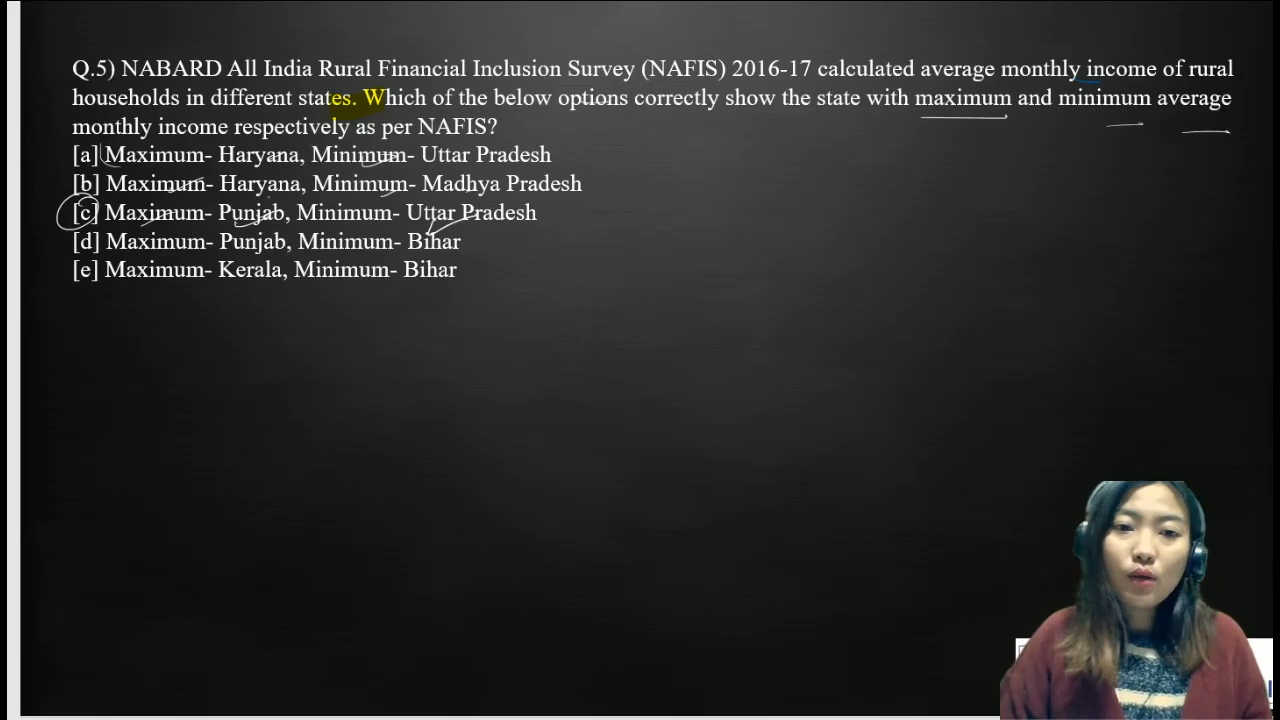 Q.5) NABARD All India Rural Financial Inclusion Survey (NAFIS) 2016-17 calculated average monthly income of rural
households in different states. Which of the below options correctly show the state with maximum and minimum average
monthly income respectively as per NAFIS?
[a] Maximum- Haryana, Minimum- Uttar Pradesh
[b] Maximum- Haryana, Minimum- Madhya Pradesh
[c] Maximum- Punjab, Minimum- Uttar Pradesh
[d] Maximum- Punjab, Minimum- Bihar
[e] Maximum- Kerala, Minimum- Bihar